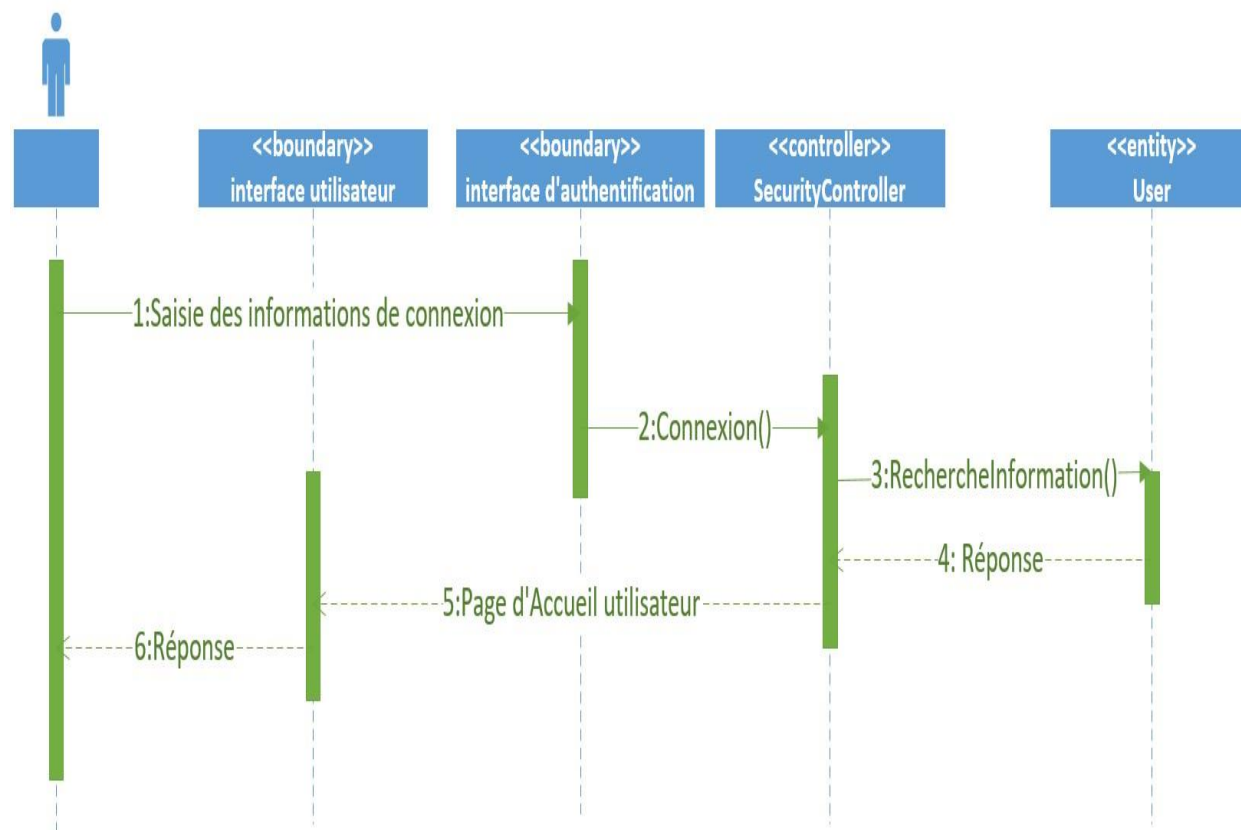 <<boundary>>
interface utilisateur
<<boundary>>
interface d'authentification
<<controller>>
SecurityController
<<entity>>
User
1:Saisie des informations de connexion
2:Connexion()
3:RechercheInformation()
4: Réponse
5:Page d'Accueil utilisateur
6:Réponse